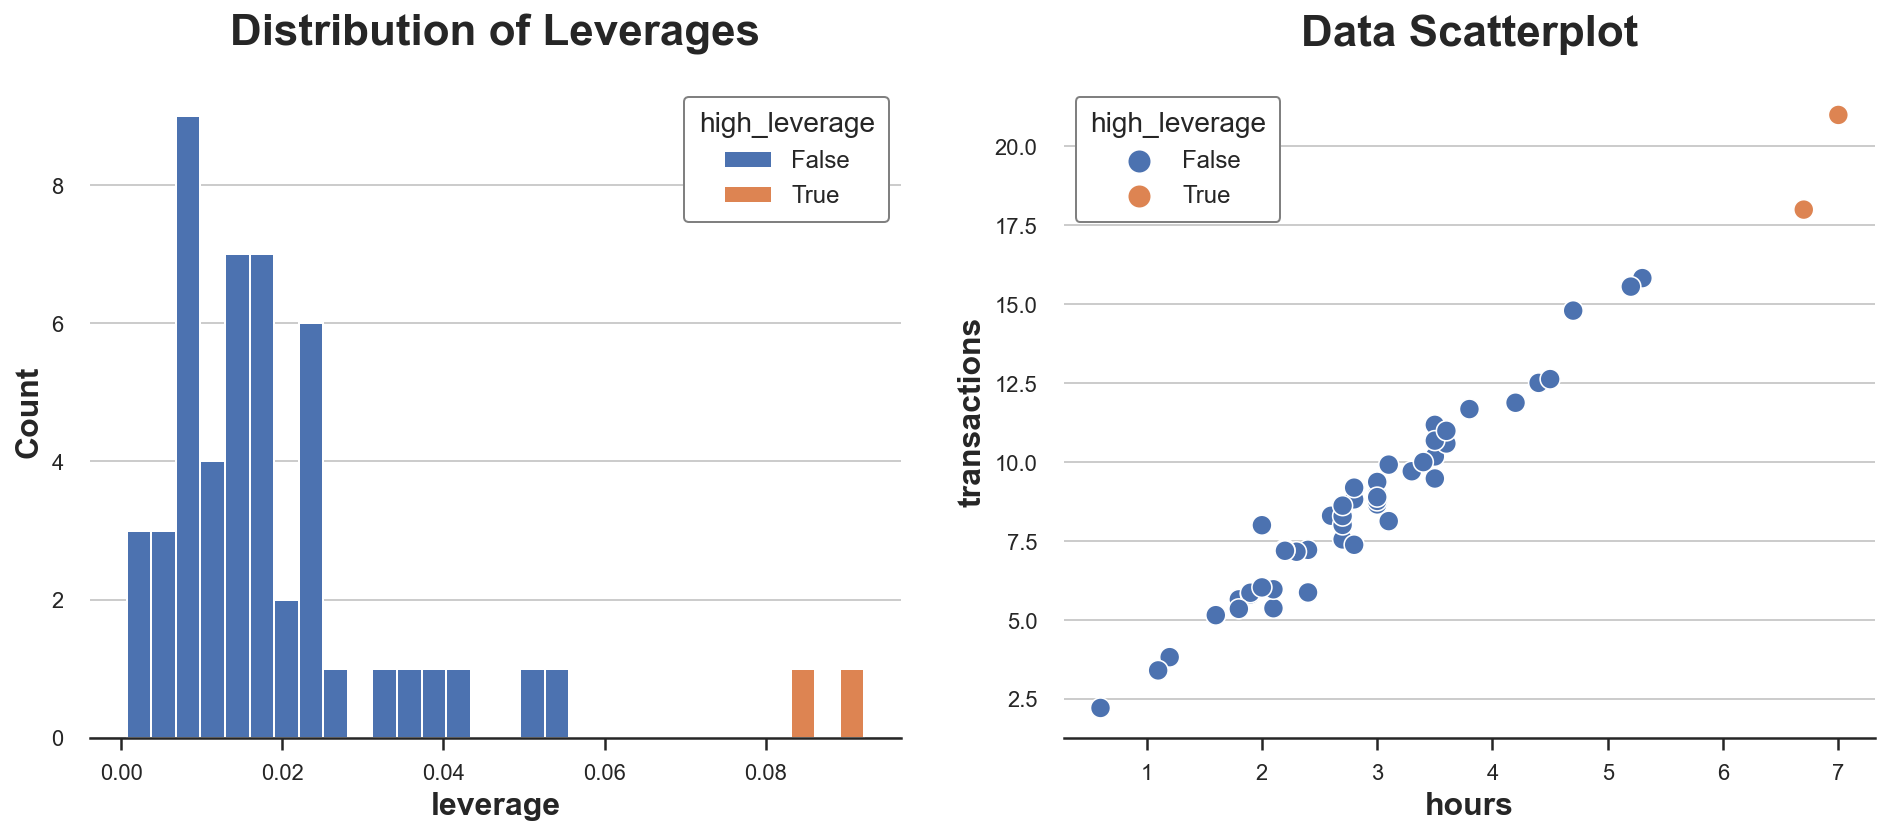 Distribution of Leverages
high_leverage
False
True
8
6
4
2
0
Count
0.00 0.02 0.04 0.06 0.08
leverage
Data Scatterplot
high_leverage
False
True
20.0
17.5
15.0
12.5
10.0
7.5
5.0
2.5
transactions
1 2 3 4 5 6 7
hours